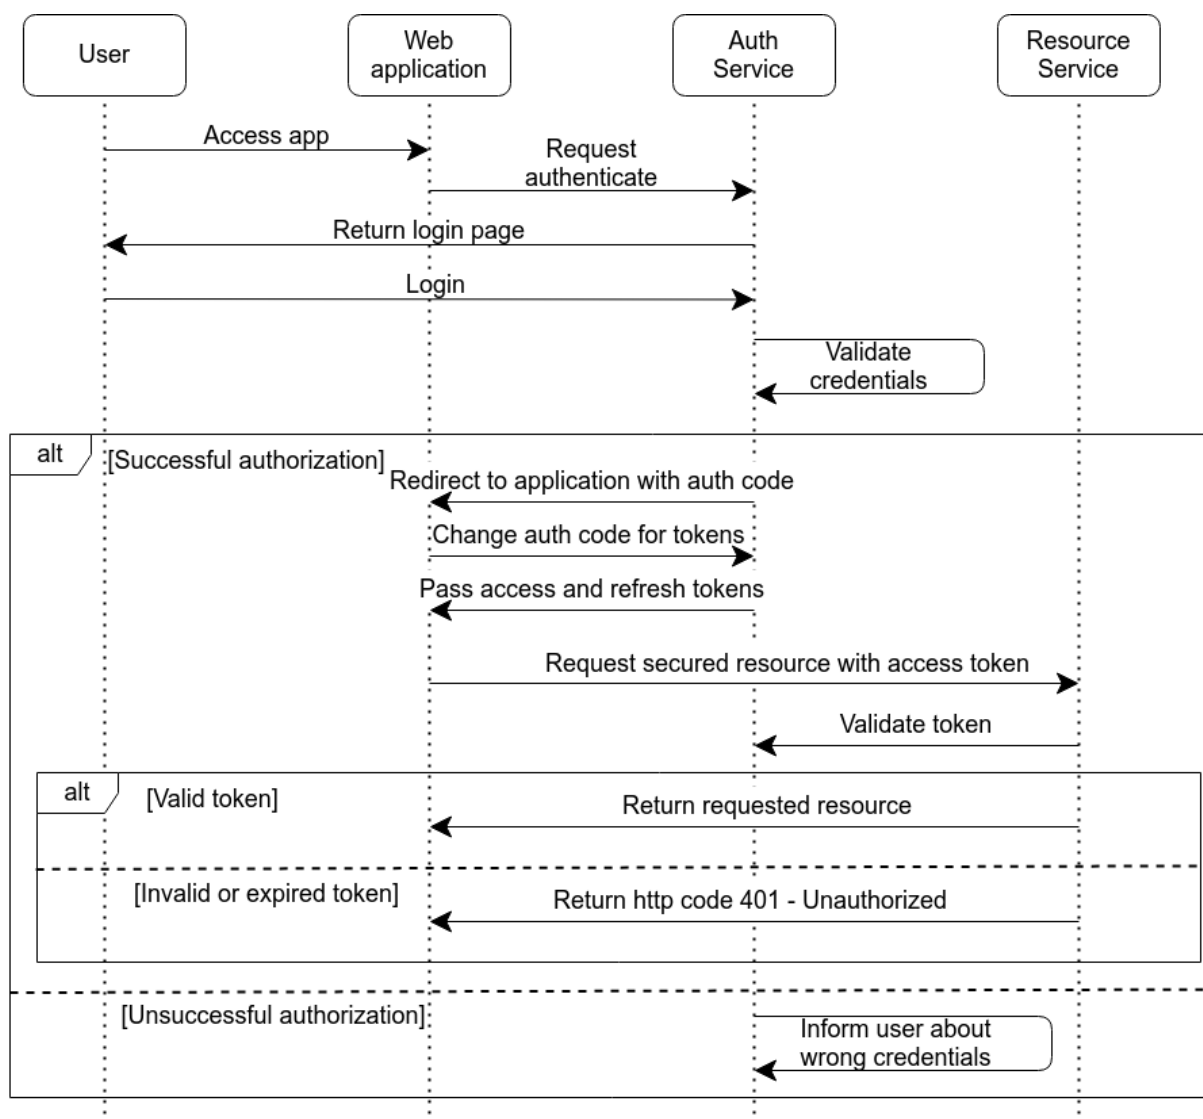 User
Web
application
Auth
Service
Resource
Service
Access app
Request
authenticate
Return login page
Login
Validate
credentials
alt
[Successful authorization]
Redirect to application with auth code
Change auth code for tokens
Pass access and refresh tokens
Request secured resource with access token
Validate token
alt
[Valid token]
Return requested resource
[Invalid or expired token]
Return http code 401 - Unauthorized
[Unsuccessful authorization]
Inform user about
wrong credentials